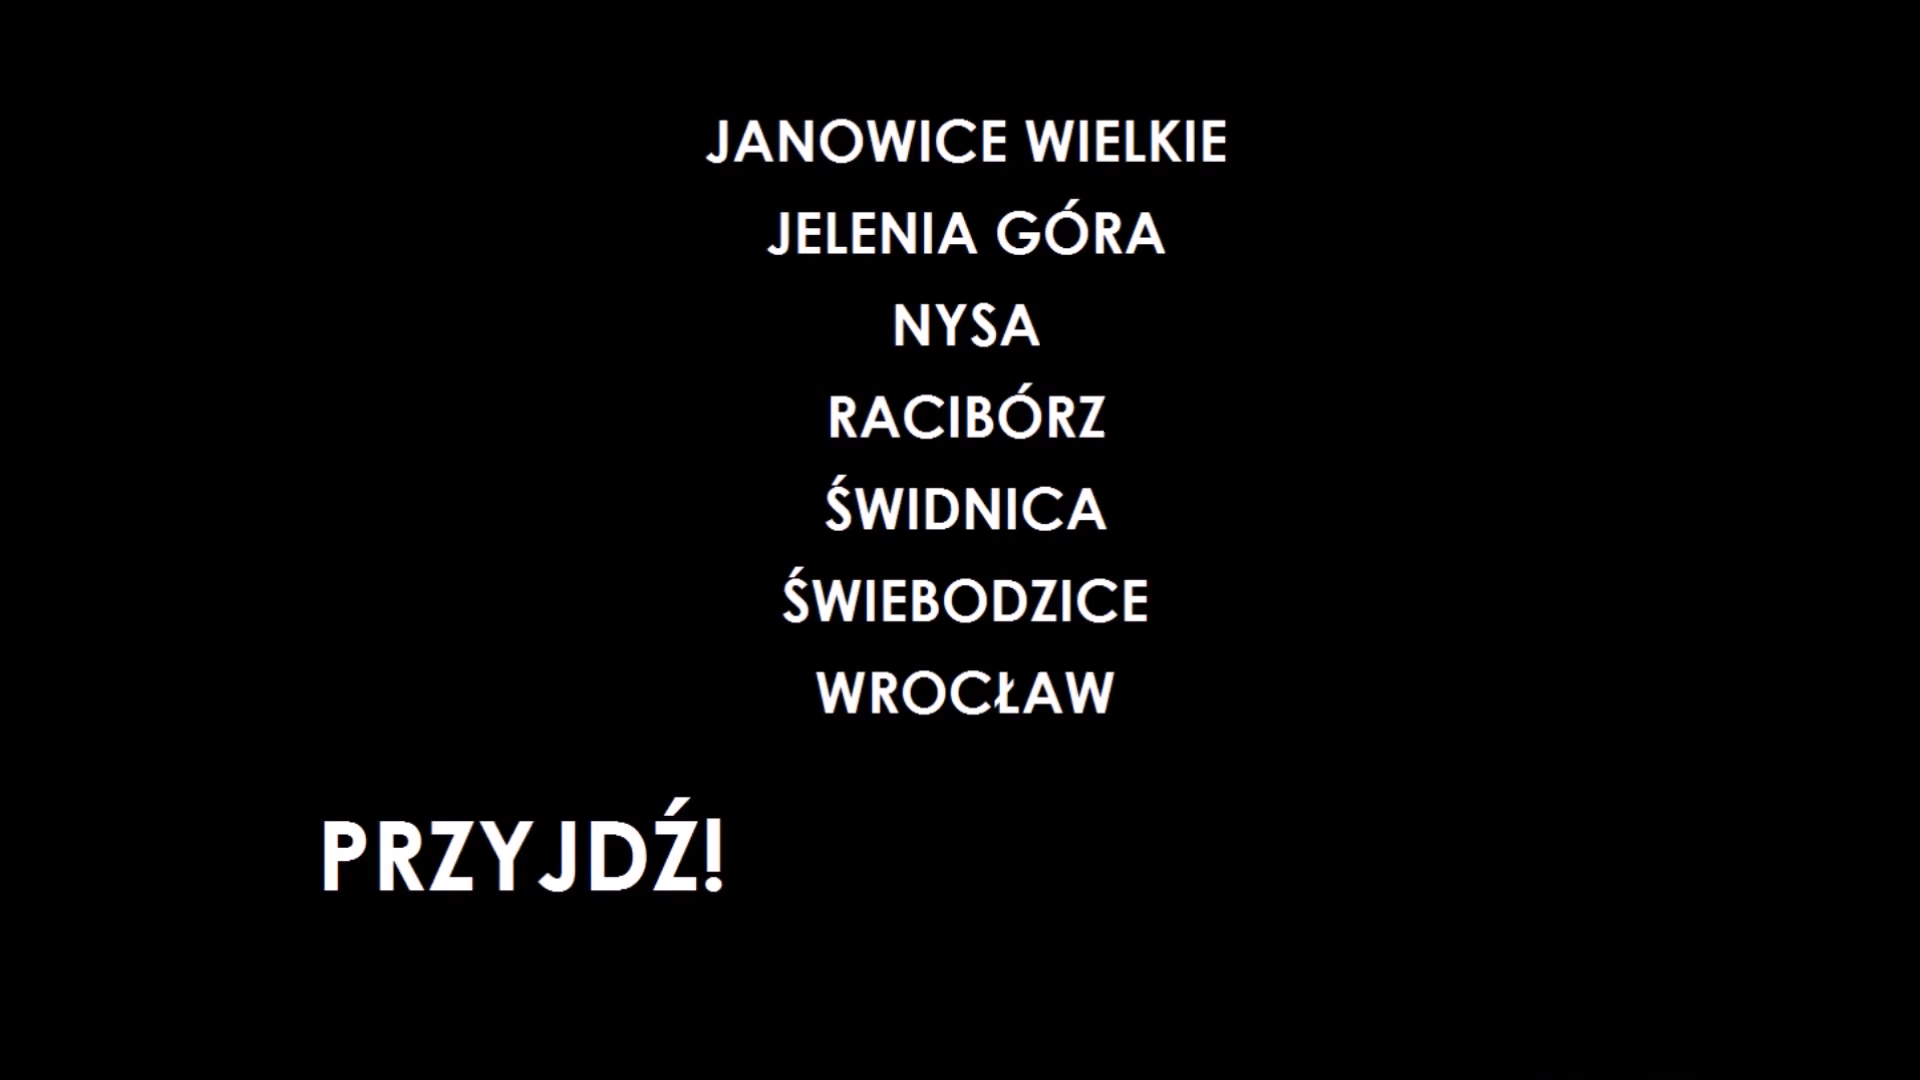 JANOWICE WIELKIE
JELENIA GÓRA
NYSA
RACIBÓRZ
ŚWIDNICA
ŚWIEBODZICE
WROCŁAW
PRZYJDŹ!